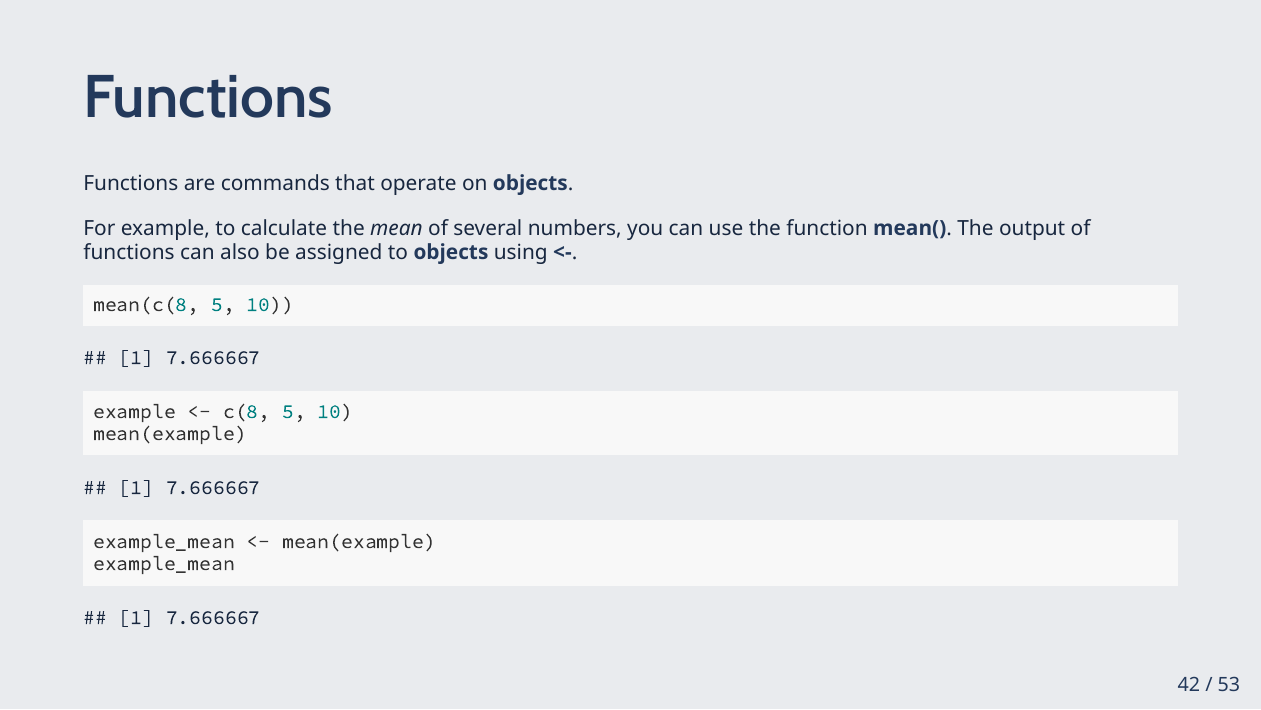 Functions
Functions are commands that operate on objects.
For example, to calculate the mean of several numbers, you can use the function mean(). The output of
functions can also be assigned to objects using <-.
mean(c(8, 5, 10))
## [1] 7.666667
example <- c(8, 5, 10)
mean(example)
## [1] 7.666667
example_mean <- mean(example)
example_mean
## [1] 7.666667
42 / 53